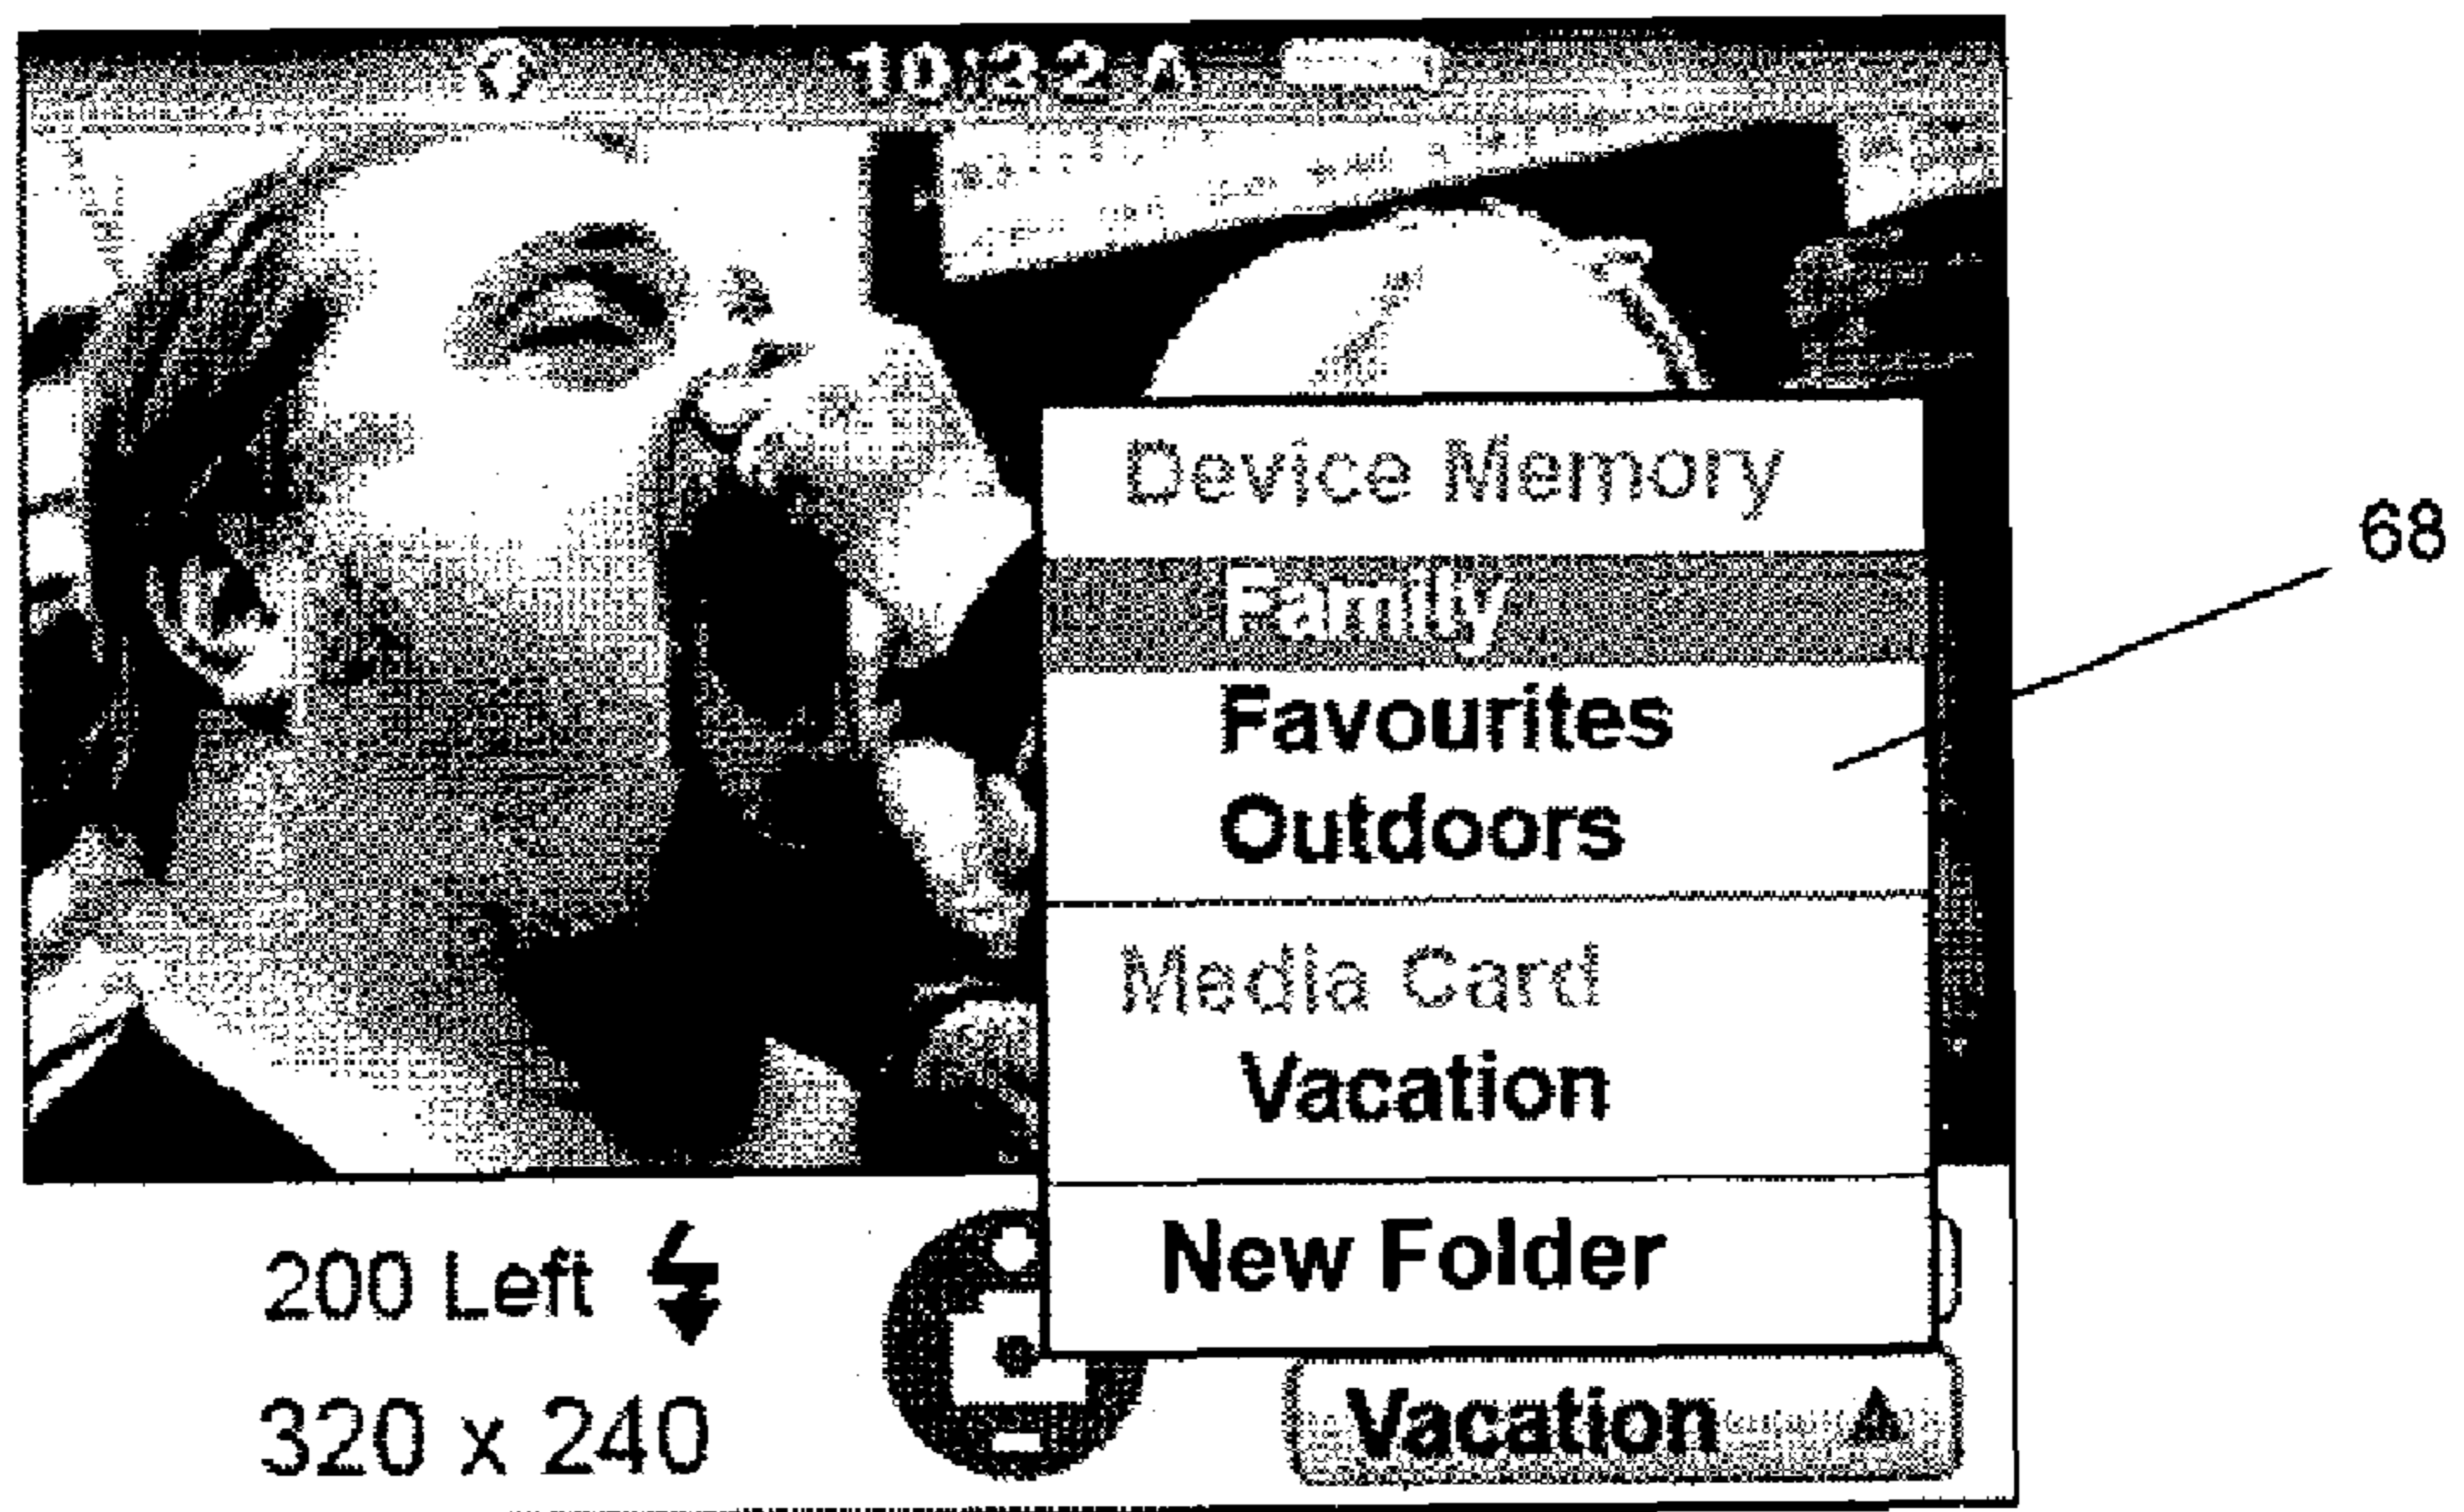 10:22 A
Device Memory
68
Family
Favourites
Outdoors
Media Card
Vacation
New Folder
200 Left
320 x 240
Vacation